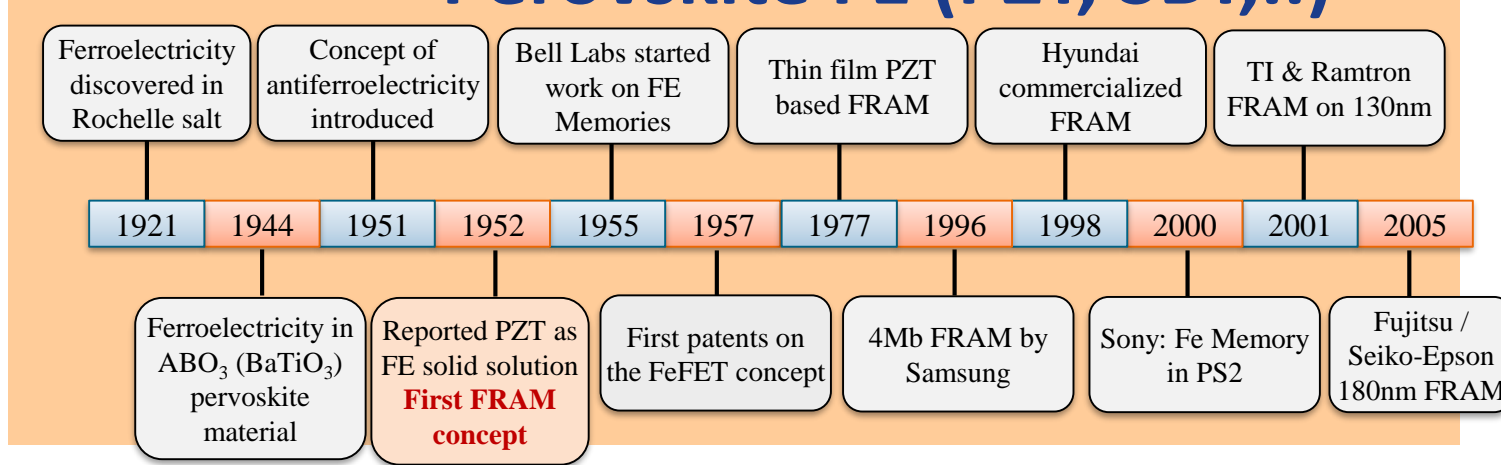 Perovskite FE (PZT, SBT,..)
Ferroelectricity
discovered in
Rochelle salt
Concept of
antiferroelectricity
introduced
Bell Labs started
work on FE
Memories
Thin film PZT
based FRAM
Hyundai
commercialized
FRAM
TI & Ramtron
FRAM on 130nm
1921 1944 1951 1952 1955 1957 1977 1996 1998 2000 2001 2005
Ferroelectricity in
ABO₃ (BaTiO₃)
pervoskite
material
Reported PZT as
FE solid solution
First FRAM
concept
First patents on
the FeFET concept
4Mb FRAM by
Samsung
Sony: Fe Memory
in PS2
Fujitsu /
Seiko-Epson
180nm FRAM